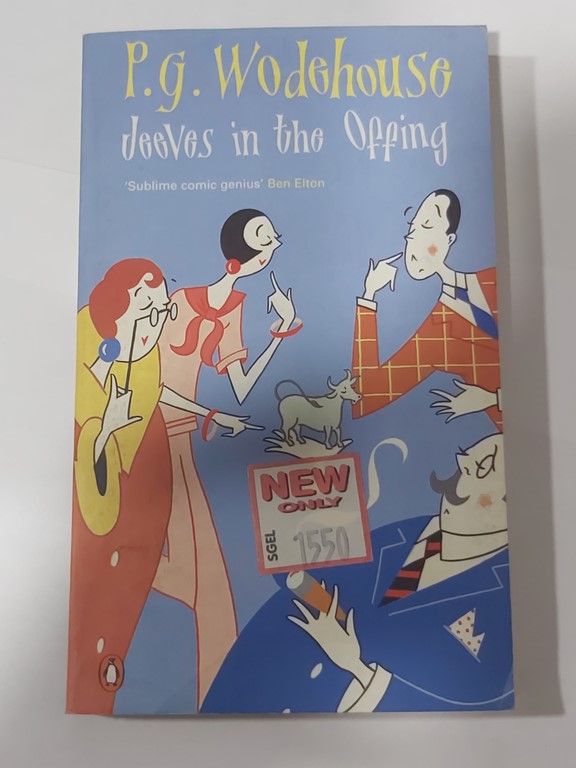 P.G. Wodehouse
Jeeves in the Offing
'Sublime comic genius' Ben Elton
NEW
ONLY
SGEL
1550